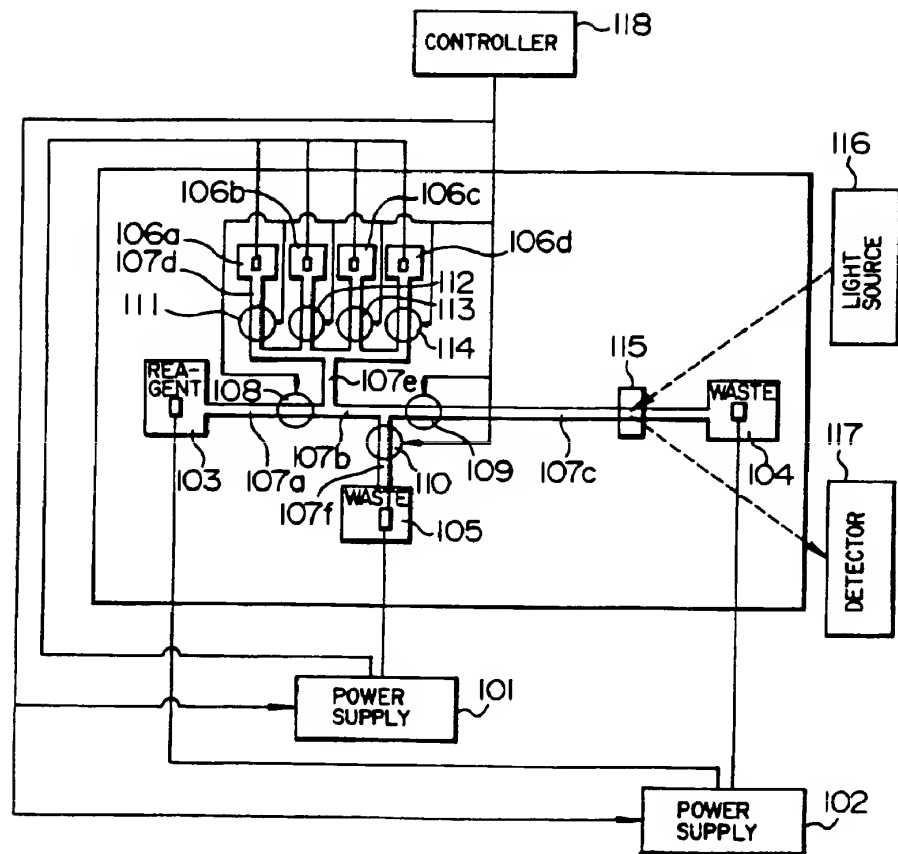 CONTROLLER
118
116
106b
106c
106a
106d
107d
112
111
113
LIGHT
SOURCE
114
115
REA-
GENT
108
107e
WASTE
117
107b
109
107c
103
107a
110
104
107f
WASTE
105
DETECTOR
POWER
SUPPLY
101
POWER
SUPPLY
102